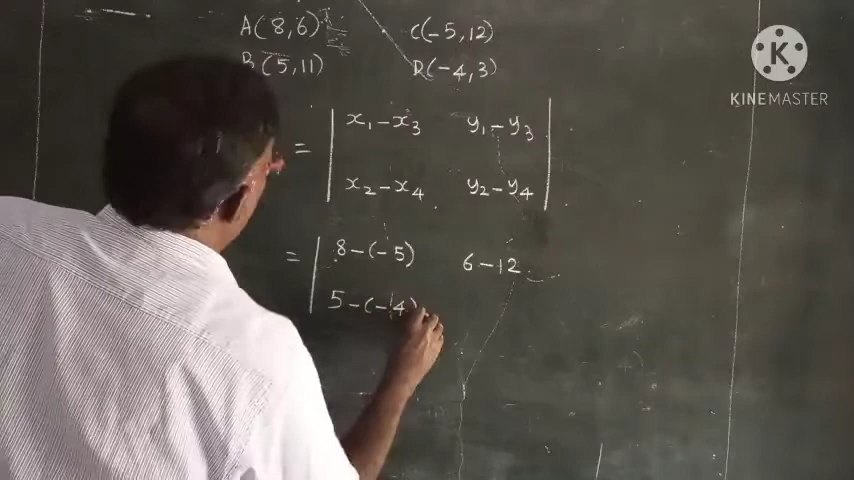 A(8,6) C(-5,12)
B(5,11) D(-4,3)
= | x₁-x₃ y₁-y₃ |
| x₂-x₄ y₂-y₄ |
= | 8-(-5) 6-12
5-(-4)
K
KINEMASTER